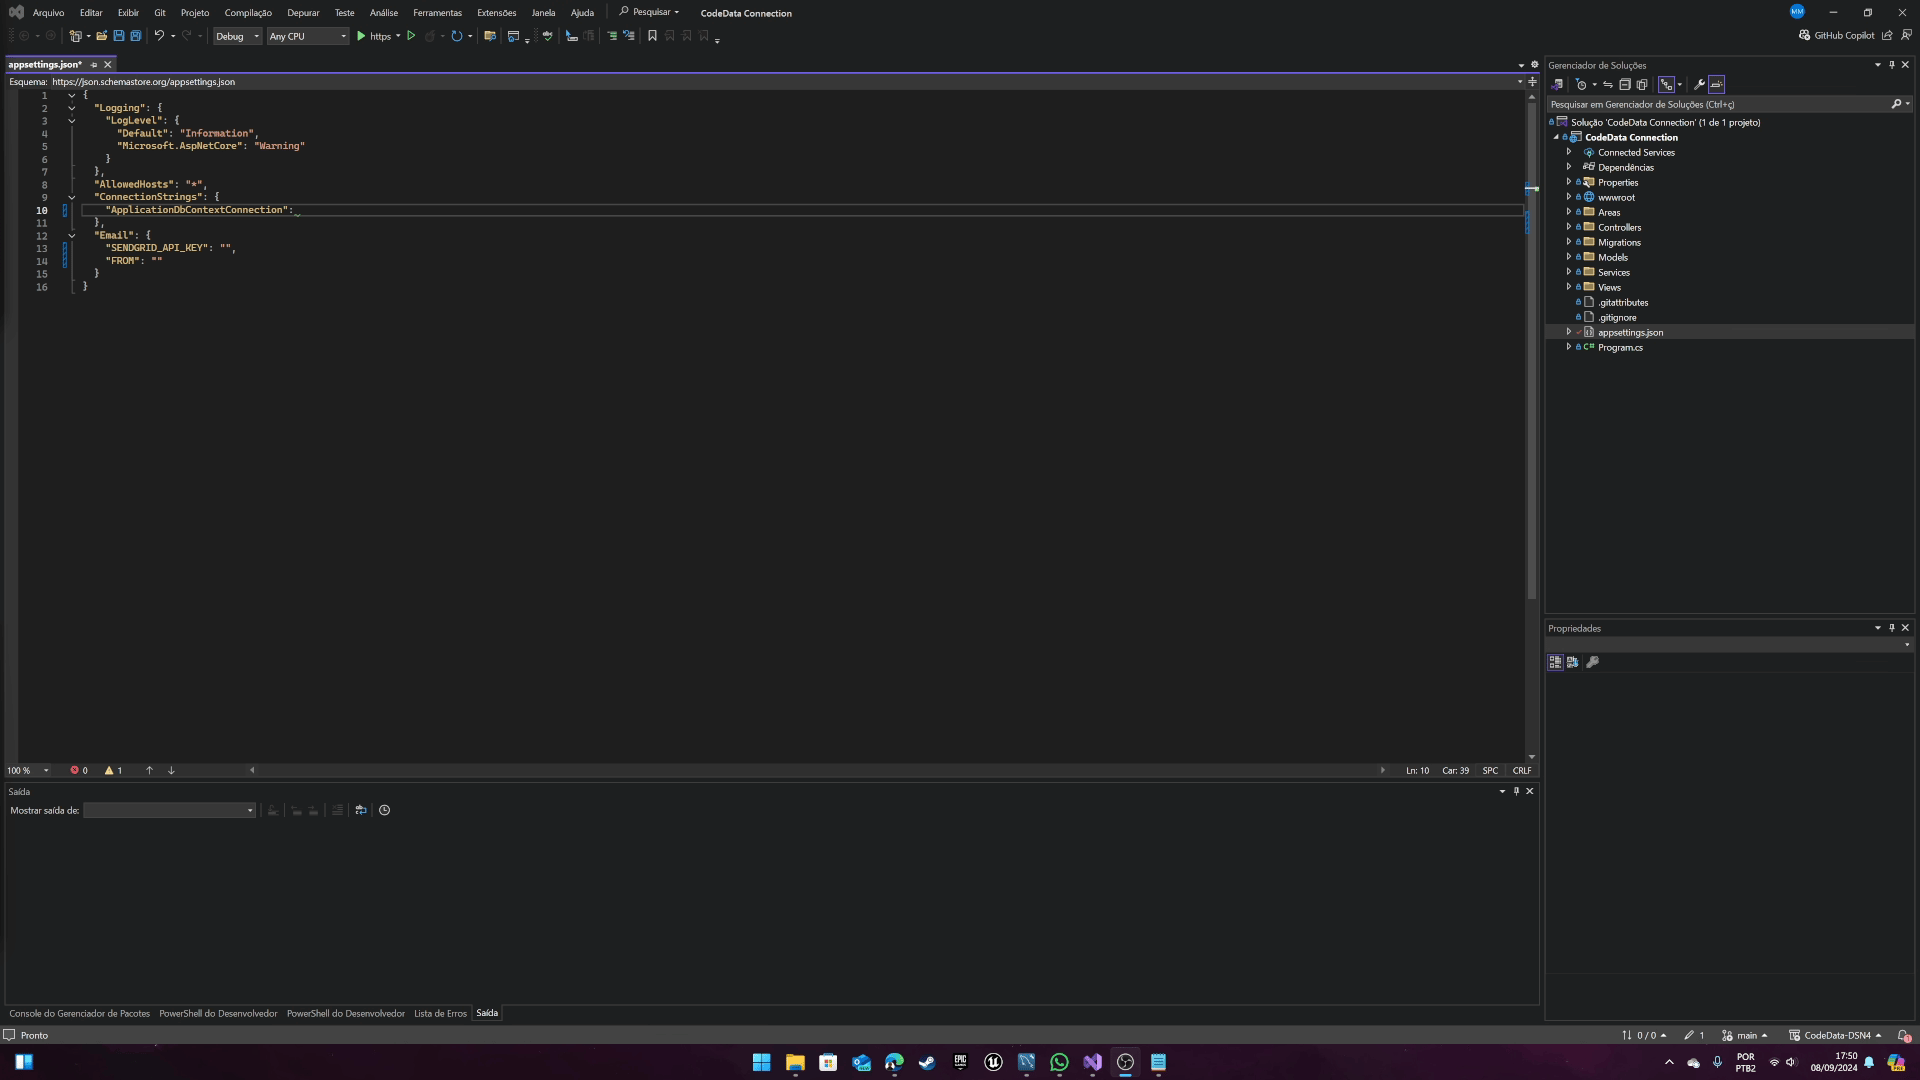 Arquivo Editar Exibir Git Projeto Compilação Depurar Teste Análise Ferramentas Extensões Janela Ajuda Pesquisar CodeData Connection MM
Debug Any CPU https GitHub Copilot
appsettings.json*
Esquema: https://json.schemastore.org/appsettings.json
1 {
2 "Logging": {
3 "LogLevel": {
4 "Default": "Information",
5 "Microsoft.AspNetCore": "Warning"
6 }
7 },
8 "AllowedHosts": "*",
9 "ConnectionStrings": {
10 "ApplicationDbContextConnection":
11 },
12 "Email": {
13 "SENDGRID_API_KEY": "",
14 "FROM": ""
15 }
16 }
100 % 0 1 Ln: 10 Car: 39 SPC CRLF
Saída
Mostrar saída de:
Console do Gerenciador de Pacotes PowerShell do Desenvolvedor PowerShell do Desenvolvedor Lista de Erros Saída
Gerenciador de Soluções
Pesquisar em Gerenciador de Soluções (Ctrl+ç)
Solução 'CodeData Connection' (1 de 1 projeto)
CodeData Connection
Connected Services
Dependências
Properties
wwwroot
Areas
Controllers
Migrations
Models
Services
Views
.gitattributes
.gitignore
appsettings.json
C# Program.cs
Propriedades
Pronto 0 / 0 1 main CodeData-DSN4 1
EPIC GAMES POR PTB2 17:50 08/09/2024 PRE